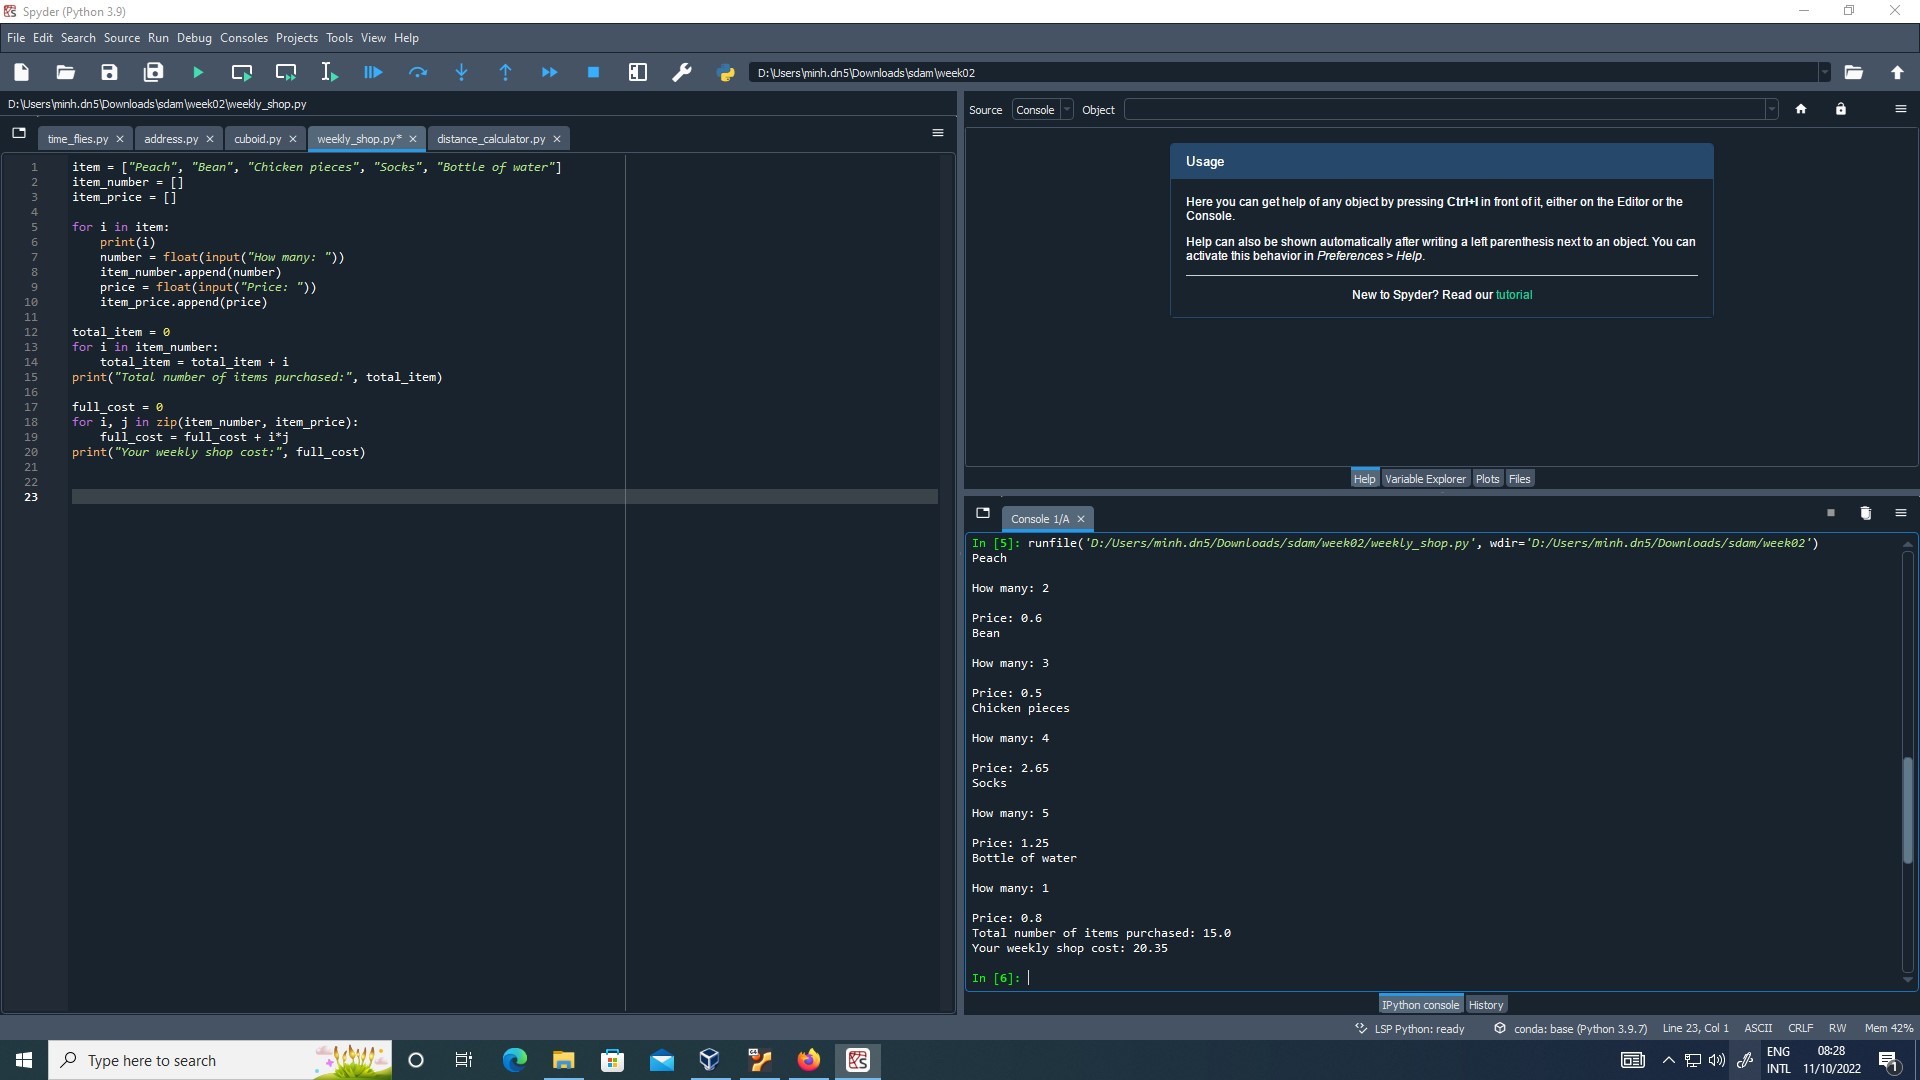 Spyder (Python 3.9)
File Edit Search Source Run Debug Consoles Projects Tools View Help
D:\Users\minh.dn5\Downloads\sdam\week02
D:\Users\minh.dn5\Downloads\sdam\week02\weekly_shop.py
time_flies.py address.py cuboid.py weekly_shop.py* distance_calculator.py
1 item = ["Peach", "Bean", "Chicken pieces", "Socks", "Bottle of water"]
2 item_number = []
3 item_price = []
4
5 for i in item:
6     print(i)
7     number = float(input("How many: "))
8     item_number.append(number)
9     price = float(input("Price: "))
10     item_price.append(price)
11
12 total_item = 0
13 for i in item_number:
14     total_item = total_item + i
15 print("Total number of items purchased:", total_item)
16
17 full_cost = 0
18 for i, j in zip(item_number, item_price):
19     full_cost = full_cost + i*j
20 print("Your weekly shop cost:", full_cost)
21
22
23
Source Console Object
Usage
Here you can get help of any object by pressing Ctrl+I in front of it, either on the Editor or the
Console.
Help can also be shown automatically after writing a left parenthesis next to an object. You can
activate this behavior in Preferences > Help.
New to Spyder? Read our tutorial
Help Variable Explorer Plots Files
Console 1/A
In [5]: runfile('D:/Users/minh.dn5/Downloads/sdam/week02/weekly_shop.py', wdir='D:/Users/minh.dn5/Downloads/sdam/week02')
Peach
How many: 2
Price: 0.6
Bean
How many: 3
Price: 0.5
Chicken pieces
How many: 4
Price: 2.65
Socks
How many: 5
Price: 1.25
Bottle of water
How many: 1
Price: 0.8
Total number of items purchased: 15.0
Your weekly shop cost: 20.35
In [6]:
IPython console History
LSP Python: ready conda: base (Python 3.9.7) Line 23, Col 1 ASCII CRLF RW Mem 42%
Type here to search
ENG
INTL
08:28
11/10/2022
1